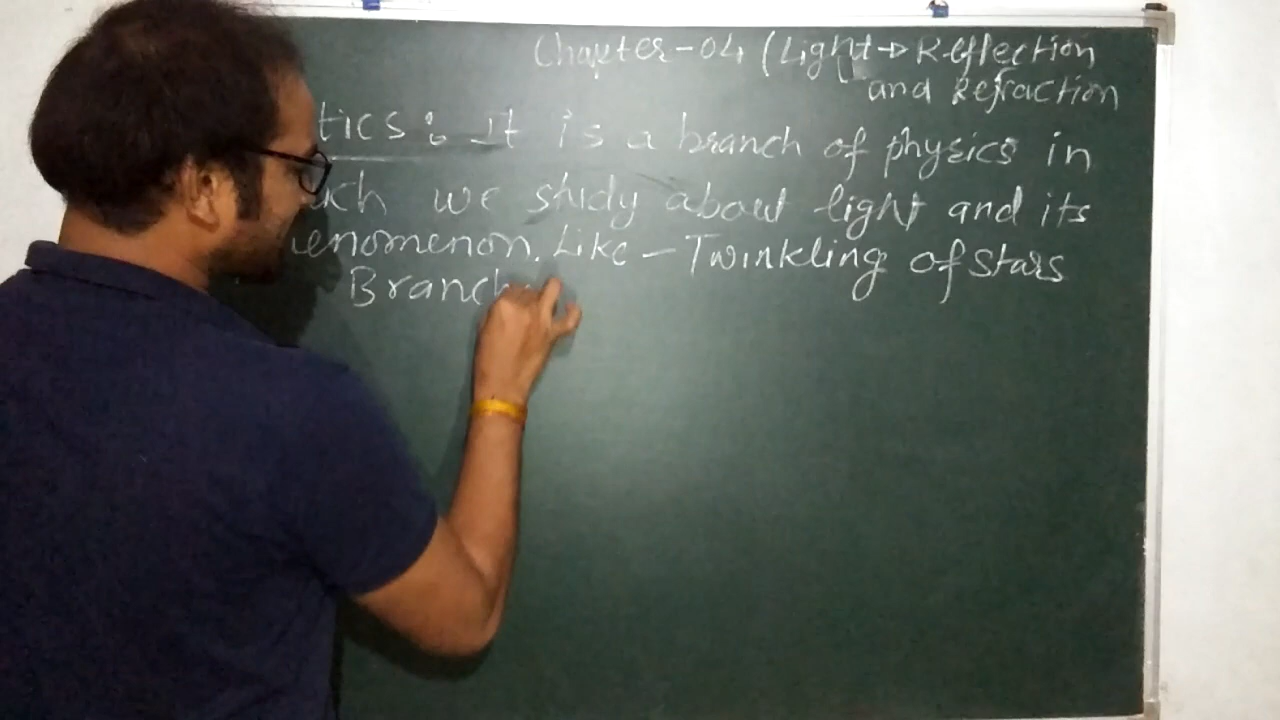 Chapter-04 (Light → Reflection
and Refraction
tics : It is a branch of physics in
uch we study about light and its
enomenon. Like - Twinkling of stars
Branch